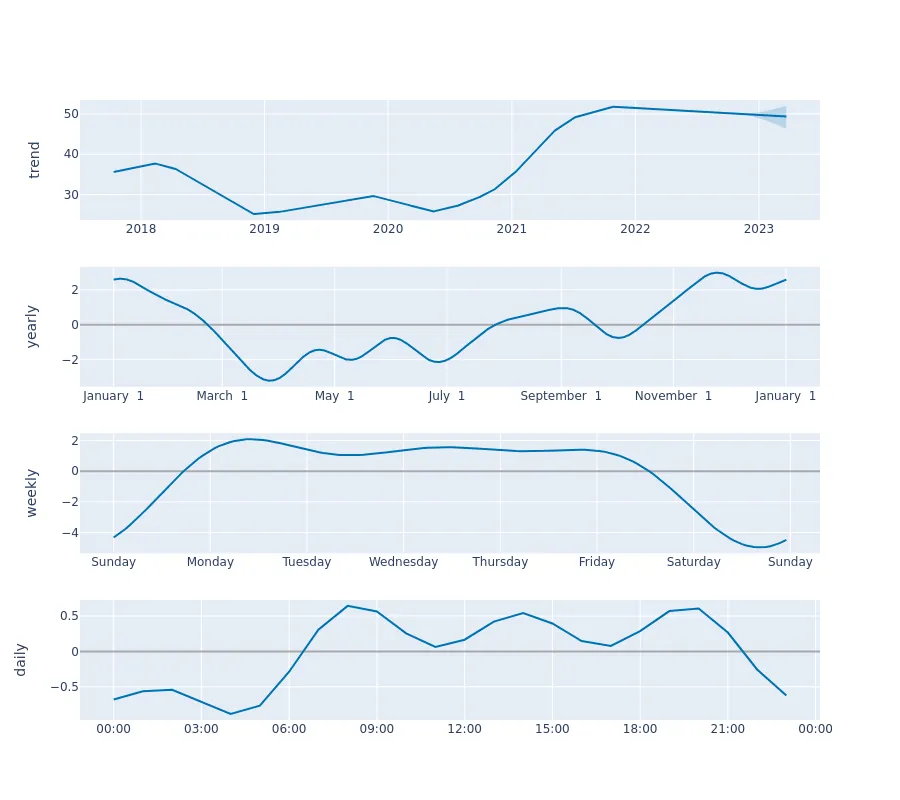 trend
50
40
30
2018 2019 2020 2021 2022 2023
yearly
2
0
−2
January 1 March 1 May 1 July 1 September 1 November 1 January 1
weekly
2
0
−2
−4
Sunday Monday Tuesday Wednesday Thursday Friday Saturday Sunday
daily
0.5
0
−0.5
00:00 03:00 06:00 09:00 12:00 15:00 18:00 21:00 00:00